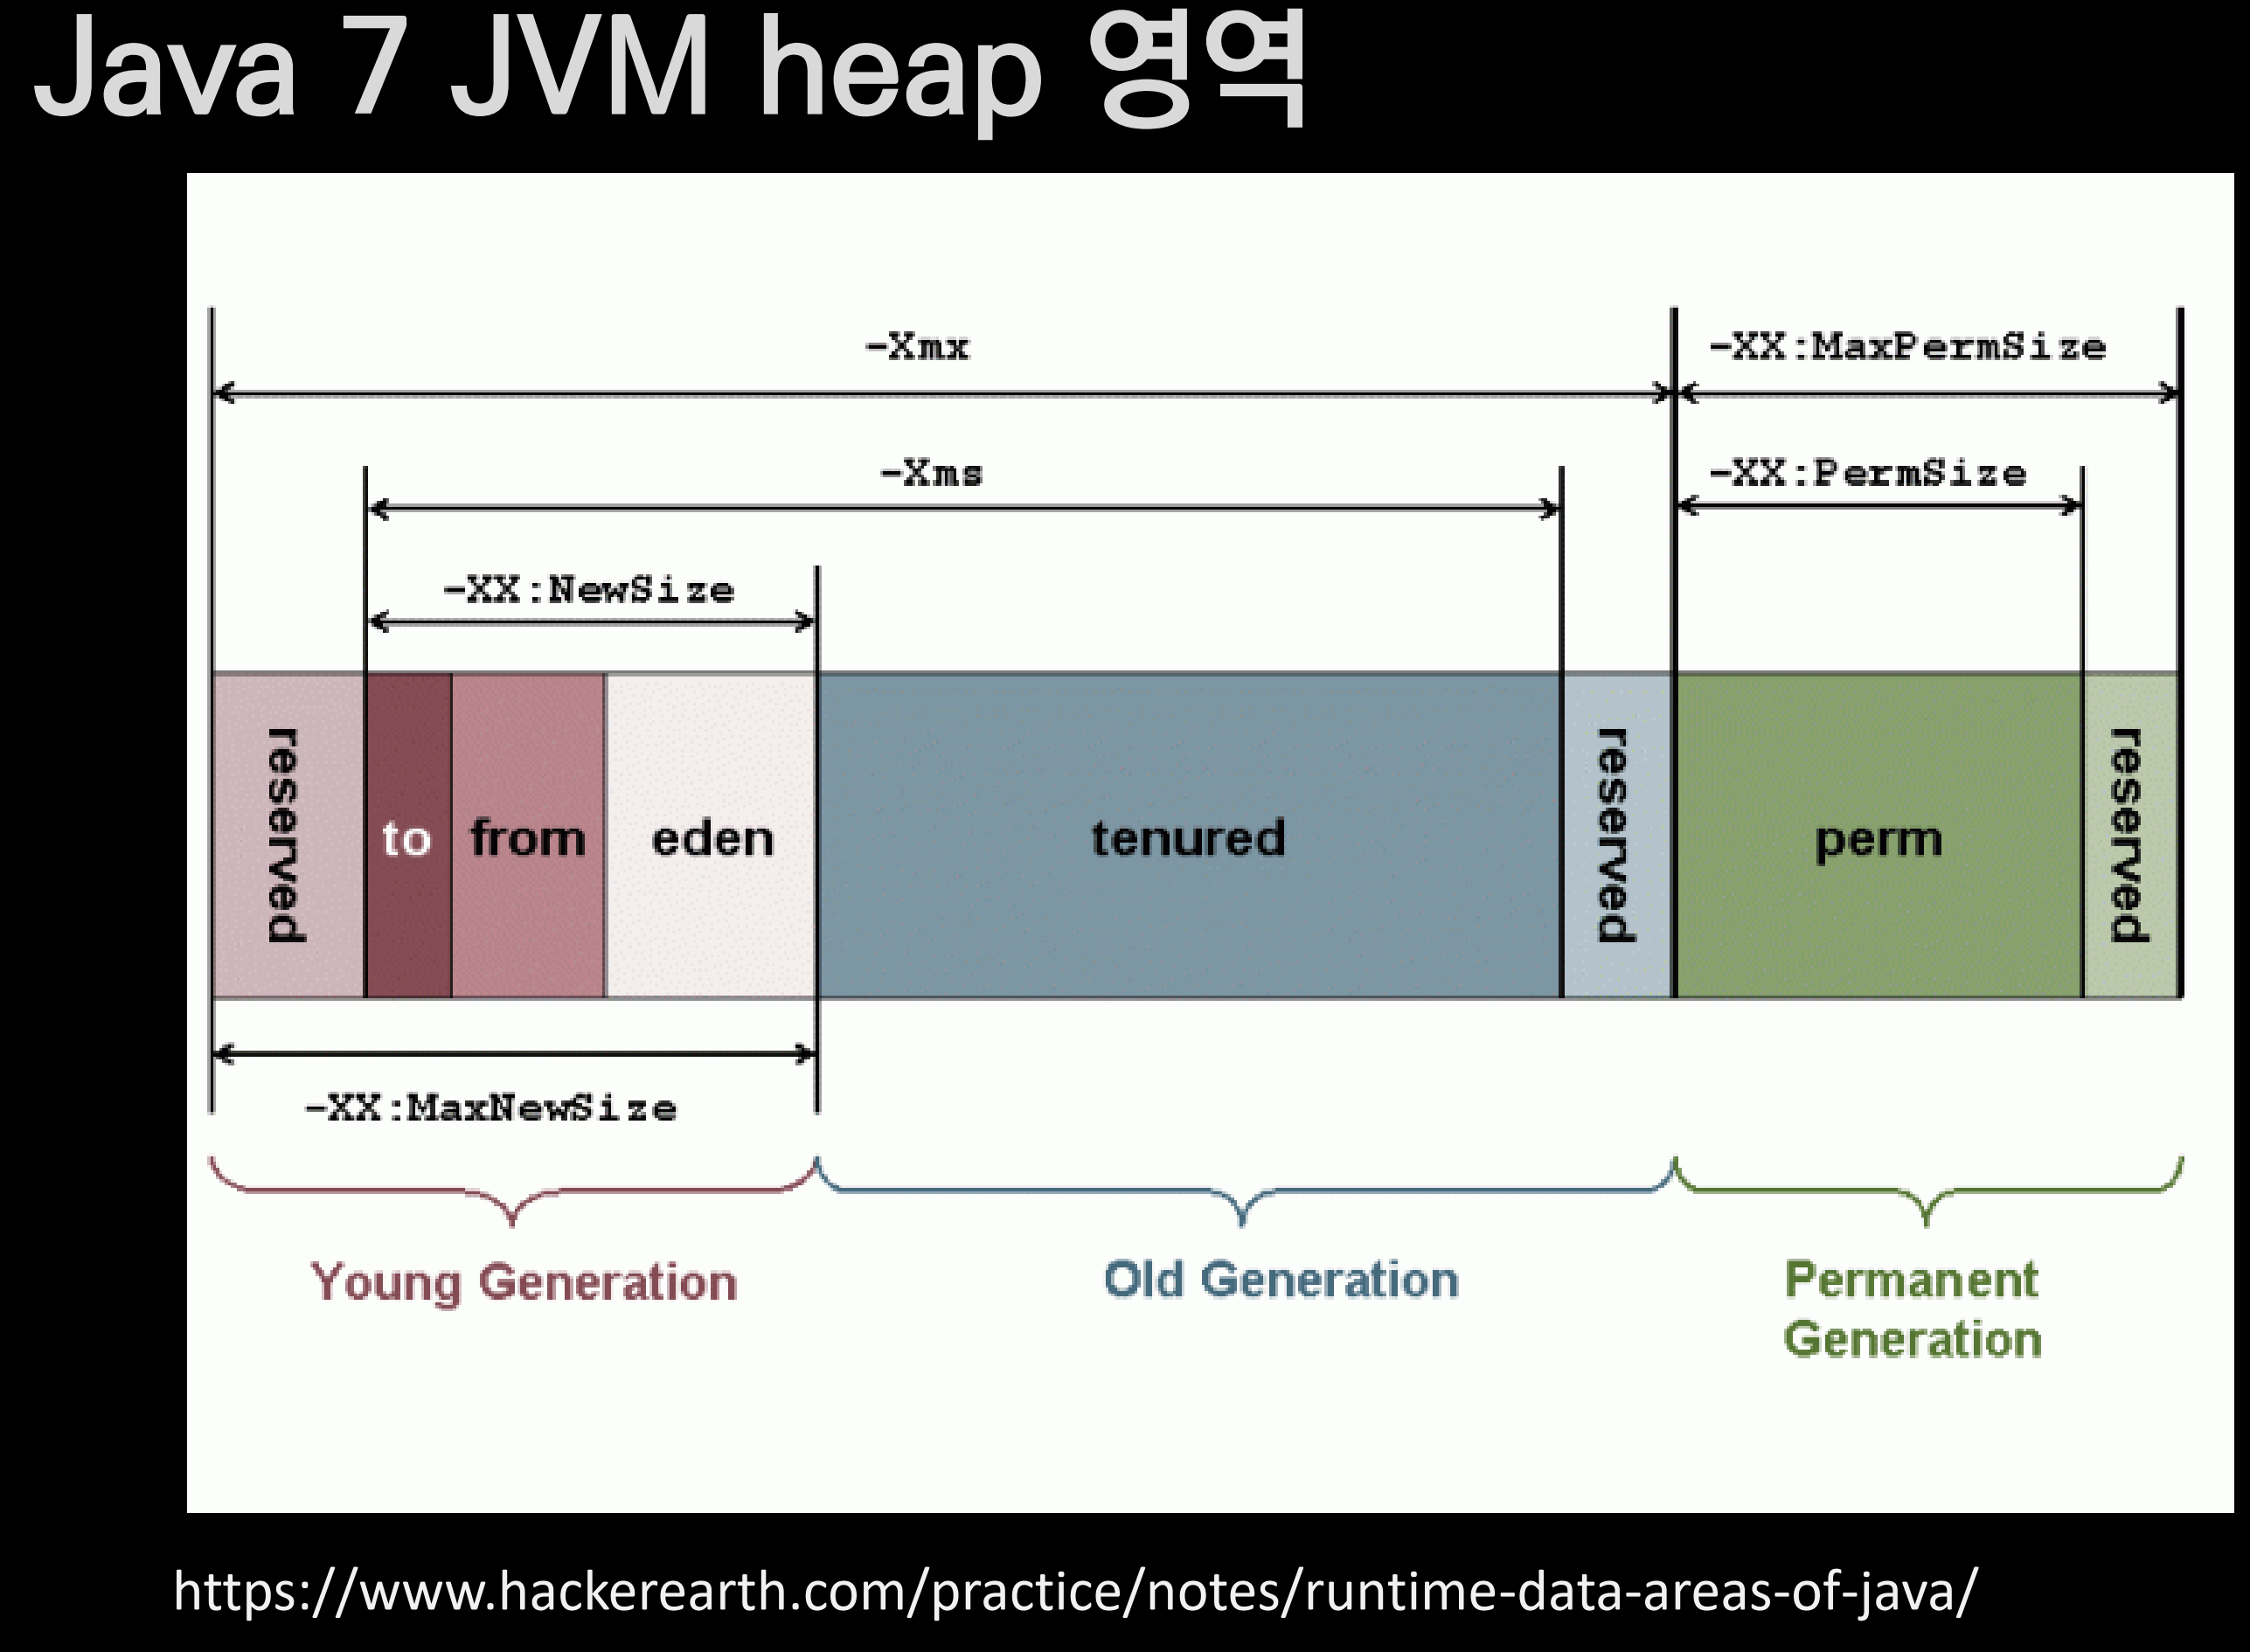 Java 7 JVM heap 영역
-Xmx
-XX:MaxPermSize
-Xms
-XX:PermSize
-XX:NewSize
reserved
to
from
eden
tenured
reserved
perm
reserved
-XX:MaxNewSize
Young Generation
Old Generation
Permanent
Generation
https://www.hackerearth.com/practice/notes/runtime-data-areas-of-java/